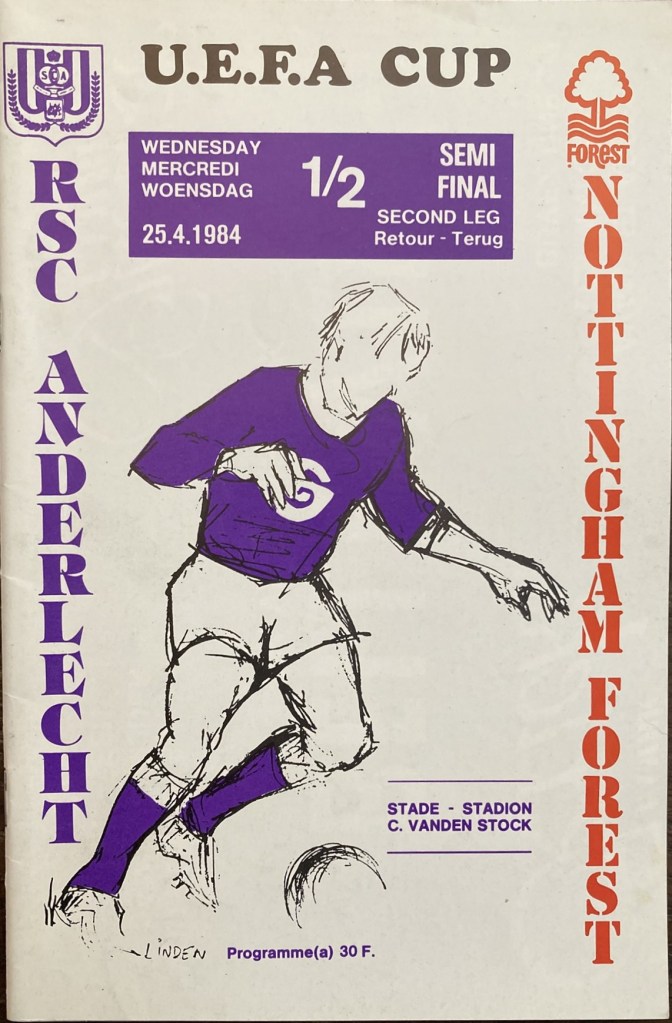 U.E.F.A CUP
WEDNESDAY
MERCREDI
WOENSDAG
25.4.1984
1/2
SEMI
FINAL
SECOND LEG
Retour - Terug
RSC ANDERLECHT
FOREST
NOTTINGHAM FOREST
STADE - STADION
C. VANDEN STOCK
LINDEN
Programme(a) 30 F.